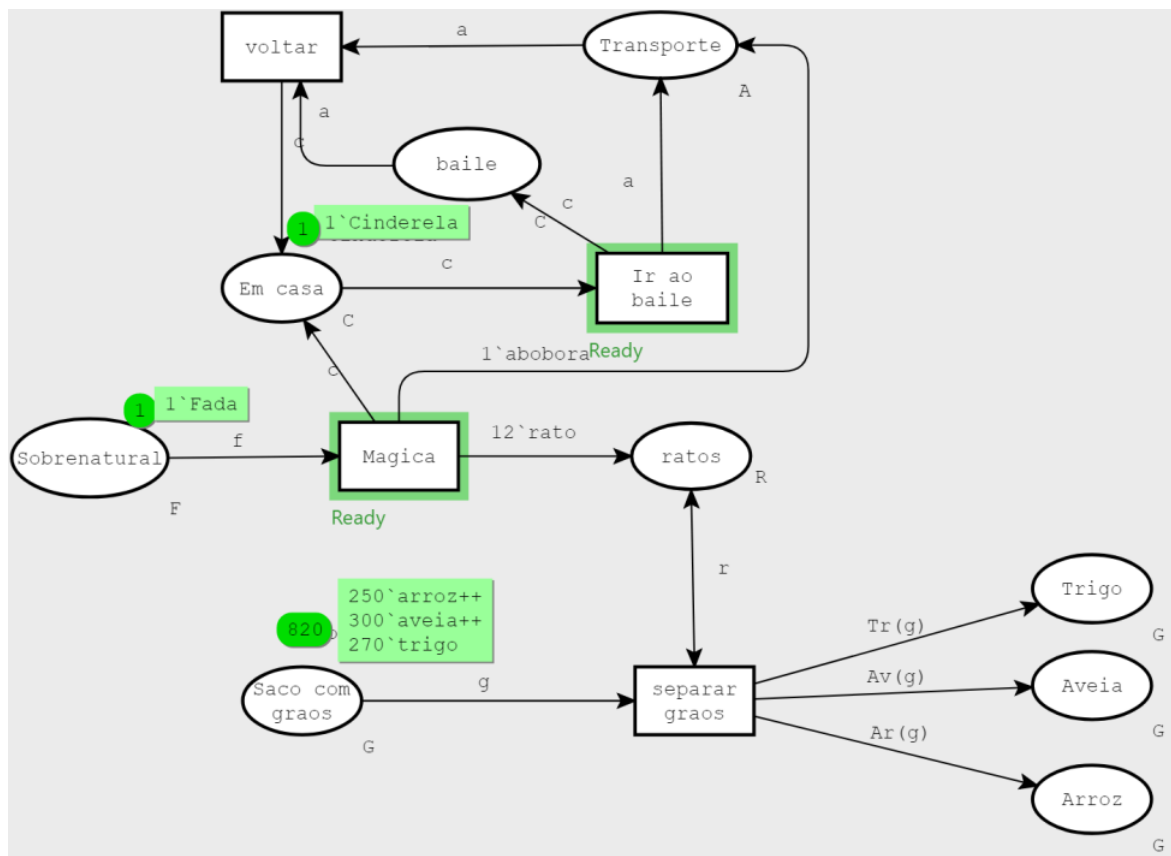 voltar
a
Transporte
A
a
c
baile
a
c
C
1
1`Cinderela
Em casa
c
C
Ir ao
baile
Ready
1`abobora
c
1
1`Fada
Sobrenatural
f
F
Magica
Ready
12`rato
ratos
R
r
820
250`arroz++
300`aveia++
270`trigo
Saco com
graos
g
G
separar
graos
Tr(g)
Av(g)
Ar(g)
Trigo
G
Aveia
G
Arroz
G